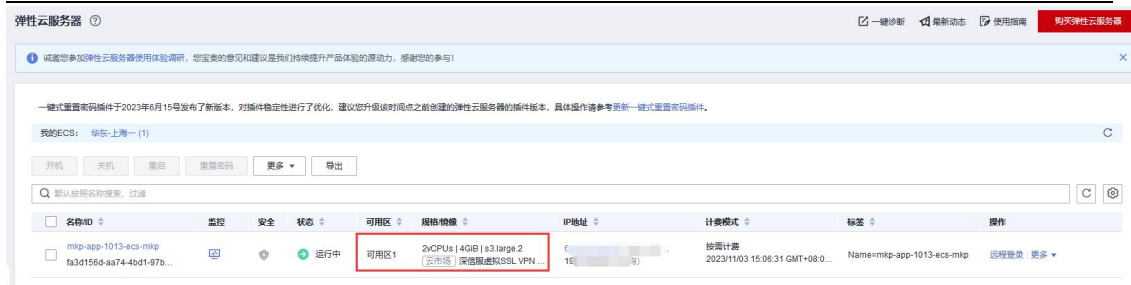 弹性云服务器
一键诊断 最新动态 使用指南 购买弹性云服务器
诚邀您参加弹性云服务器使用体验调研，您宝贵的意见和建议是我们持续提升产品体验的源动力，感谢您的参与！
一键式重置密码插件于2023年6月15号发布了新版本，对插件稳定性进行了优化，建议您升级该时间点之前创建的弹性云服务器的插件版本，具体操作请参考更新一键式重置密码插件。
我的ECS： 华东-上海一 (1)
开机 关机 重启 重置密码 更多 导出
默认按照名称搜索、过滤
名称/ID 监控 安全 状态 可用区 规格/镜像 IP地址 计费模式 标签 操作
mkp-app-1013-ecs-mkp
fa3d156d-aa74-4bd1-97b...
运行中
可用区1
2vCPUs | 4GiB | s3.large.2
云市场 深信服虚拟SSL VPN ...
按需计费
2023/11/03 15:06:31 GMT+08:0...
Name=mkp-app-1013-ecs-mkp
远程登录 更多